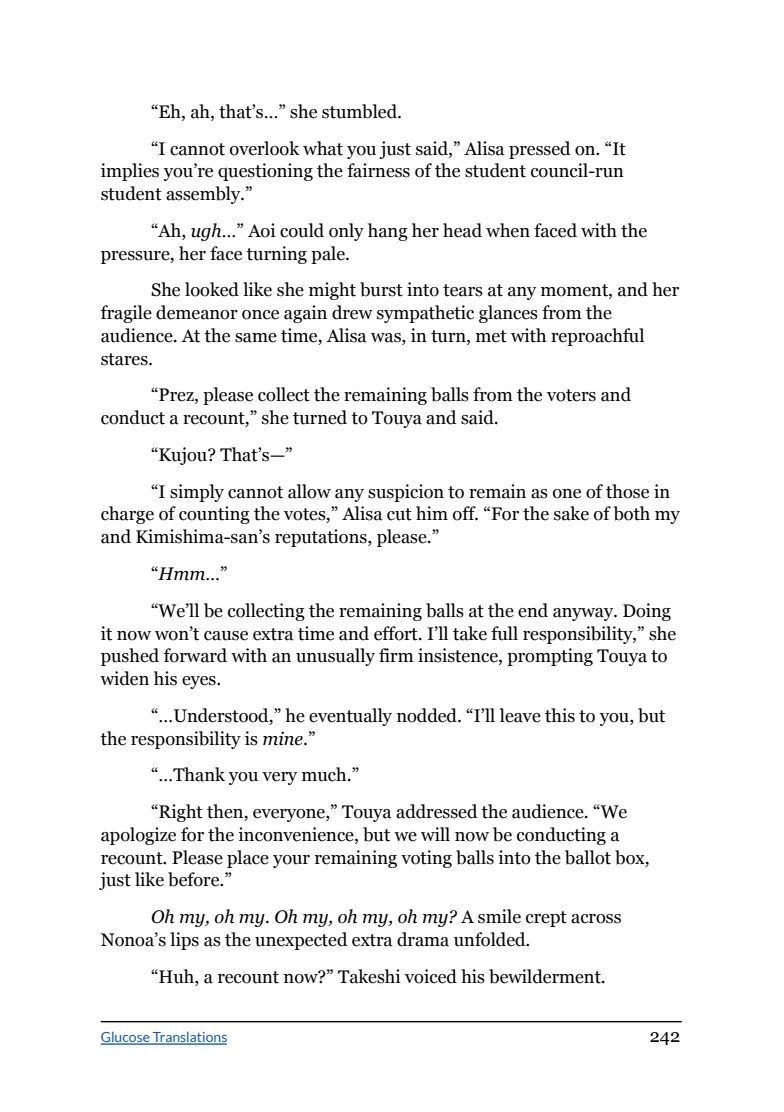 “Eh, ah, that’s…” she stumbled.
“I cannot overlook what you just said,” Alisa pressed on. “It
implies you’re questioning the fairness of the student council-run
student assembly.”
“Ah, ugh…” Aoi could only hang her head when faced with the
pressure, her face turning pale.
She looked like she might burst into tears at any moment, and her
fragile demeanor once again drew sympathetic glances from the
audience. At the same time, Alisa was, in turn, met with reproachful
stares.
“Prez, please collect the remaining balls from the voters and
conduct a recount,” she turned to Touya and said.
“Kujou? That’s—”
“I simply cannot allow any suspicion to remain as one of those in
charge of counting the votes,” Alisa cut him off. “For the sake of both my
and Kimishima-san’s reputations, please.”
“Hmm…”
“We’ll be collecting the remaining balls at the end anyway. Doing
it now won’t cause extra time and effort. I’ll take full responsibility,” she
pushed forward with an unusually firm insistence, prompting Touya to
widen his eyes.
“…Understood,” he eventually nodded. “I’ll leave this to you, but
the responsibility is mine.”
“…Thank you very much.”
“Right then, everyone,” Touya addressed the audience. “We
apologize for the inconvenience, but we will now be conducting a
recount. Please place your remaining voting balls into the ballot box,
just like before.”
Oh my, oh my. Oh my, oh my, oh my? A smile crept across
Nonoa’s lips as the unexpected extra drama unfolded.
“Huh, a recount now?” Takeshi voiced his bewilderment.
Glucose Translations
242